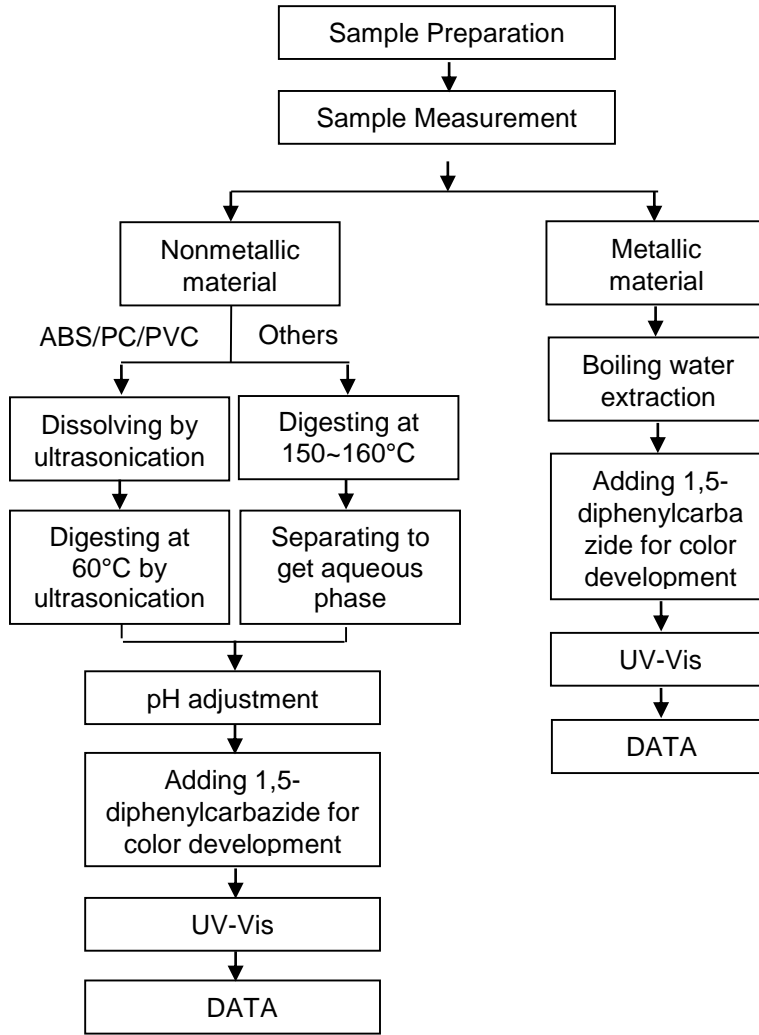 Sample Preparation
Sample Measurement
Nonmetallic
material
ABS/PC/PVC
Others
Dissolving by
ultrasonication
Digesting at
150~160°C
Digesting at
60°C by
ultrasonication
Separating to
get aqueous
phase
pH adjustment
Adding 1,5-
diphenylcarbazide for
color development
UV-Vis
DATA
Metallic
material
Boiling water
extraction
Adding 1,5-
diphenylcarba
zide for color
development
UV-Vis
DATA